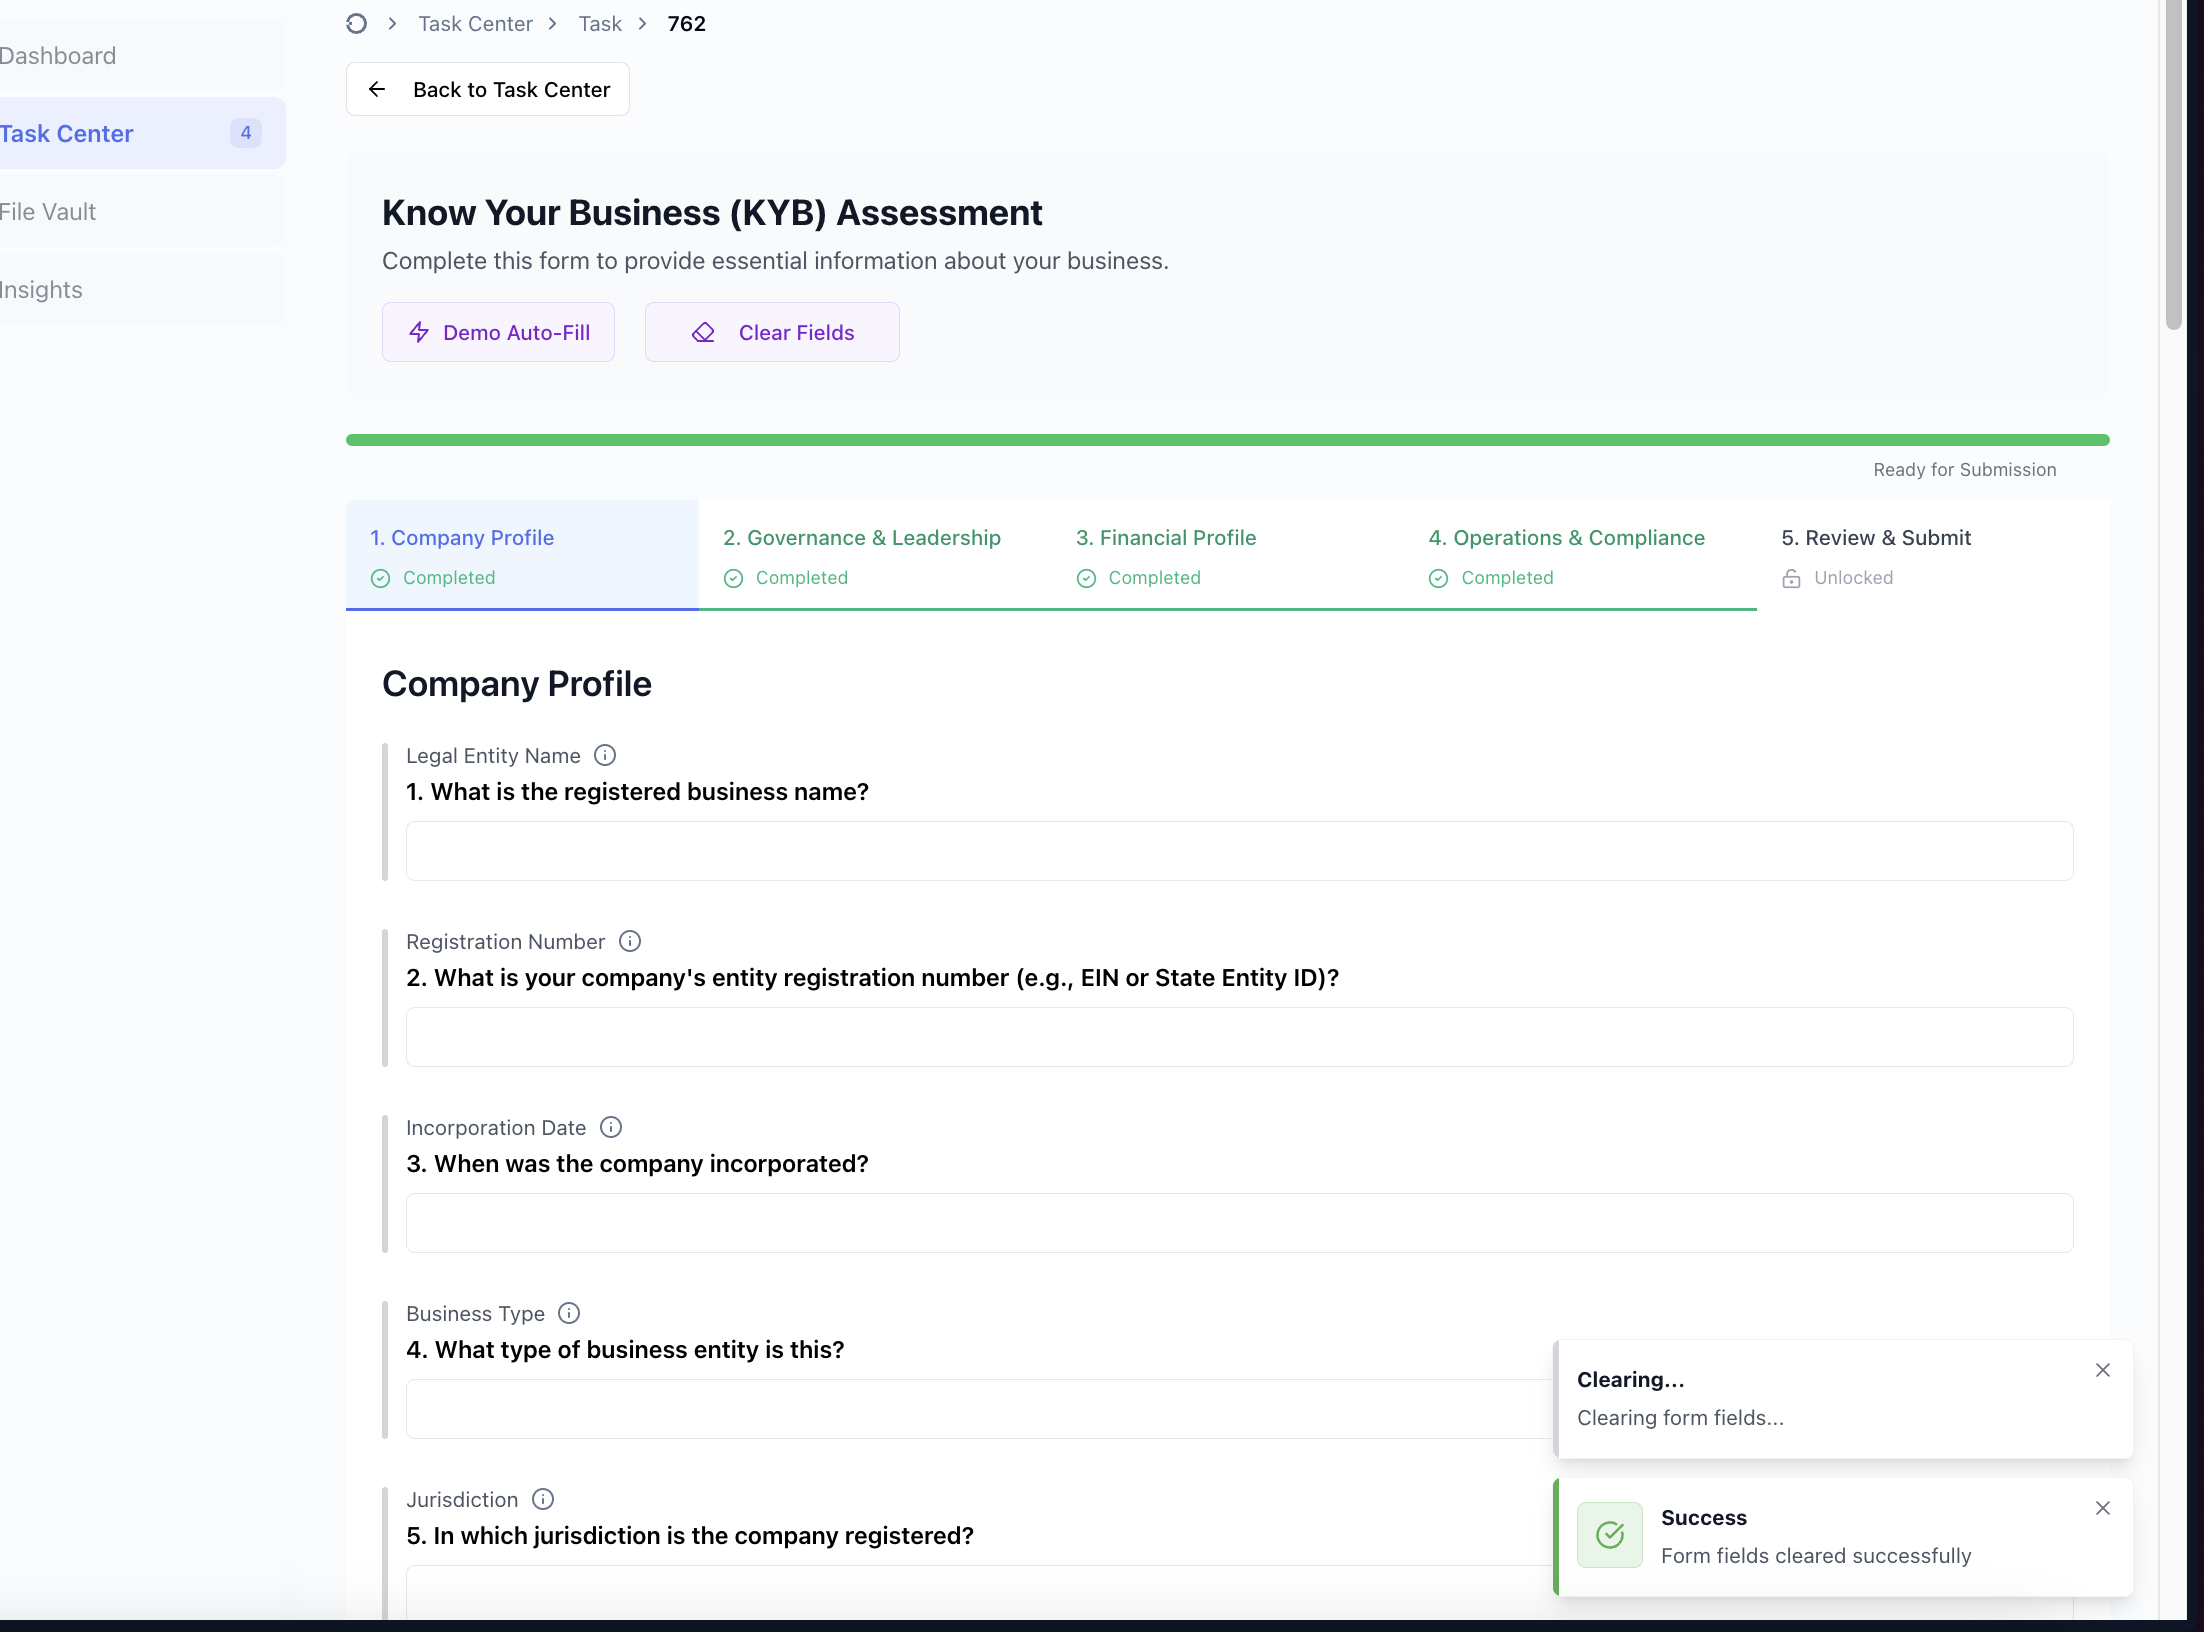 Task Center
Task
762
Dashboard
Task Center
4
File Vault
Insights
Back to Task Center
Know Your Business (KYB) Assessment
Complete this form to provide essential information about your business.
Demo Auto-Fill
Clear Fields
Ready for Submission
1. Company Profile
Completed
2. Governance & Leadership
Completed
3. Financial Profile
Completed
4. Operations & Compliance
Completed
5. Review & Submit
Unlocked
Company Profile
Legal Entity Name
1. What is the registered business name?
Registration Number
2. What is your company's entity registration number (e.g., EIN or State Entity ID)?
Incorporation Date
3. When was the company incorporated?
Business Type
4. What type of business entity is this?
Jurisdiction
5. In which jurisdiction is the company registered?
Clearing...
Clearing form fields...
Success
Form fields cleared successfully